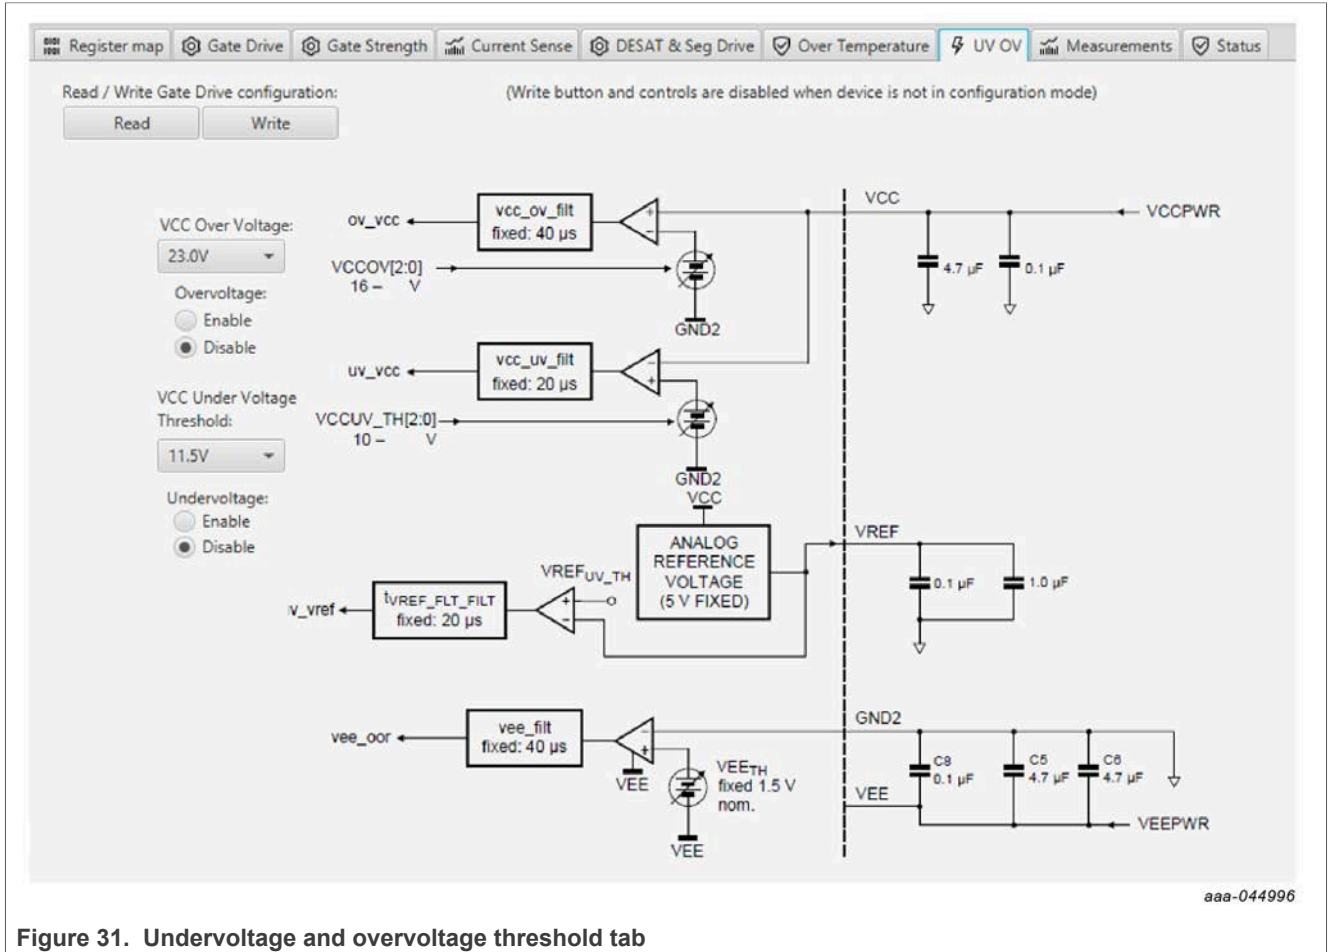 Register map Gate Drive Gate Strength Current Sense DESAT & Seg Drive Over Temperature UV OV Measurements Status
Read / Write Gate Drive configuration:
(Write button and controls are disabled when device is not in configuration mode)
Read Write
VCC Over Voltage:
23.0V
Overvoltage:
Enable
Disable
VCC Under Voltage
Threshold:
11.5V
Undervoltage:
Enable
Disable
ov_vcc
vcc_ov_filt
fixed: 40 µs
+
−
VCC
VCCPWR
4.7 µF
0.1 µF
VCCOV[2:0]
16 – V
GND2
uv_vcc
vcc_uv_filt
fixed: 20 µs
−
+
VCCUV_TH[2:0]
10 – V
GND2
VCC
ANALOG
REFERENCE
VOLTAGE
(5 V FIXED)
VREF
0.1 µF
1.0 µF
VREFUV_TH
v_vref
tVREF_FLT_FILT
fixed: 20 µs
+
−
vee_oor
vee_filt
fixed: 40 µs
−
+
VEE
VEETH
fixed 1.5 V
nom.
VEE
GND2
C8
0.1 µF
C5
4.7 µF
C6
4.7 µF
VEE
VEEPWR
aaa-044996
Figure 31. Undervoltage and overvoltage threshold tab